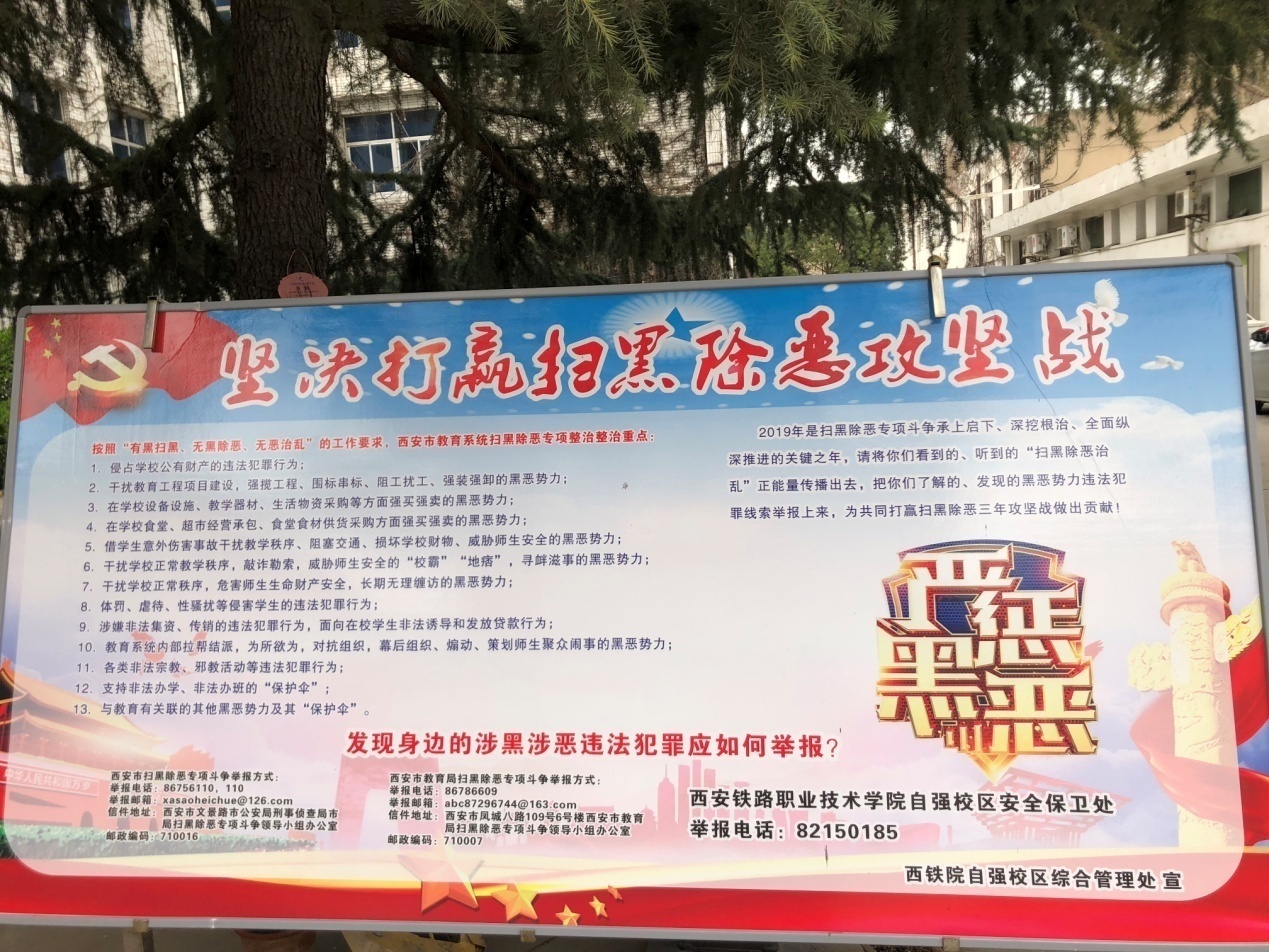 坚决打赢扫黑除恶攻坚战
按照“有黑扫黑、无黑除恶、无恶治乱”的工作要求，西安市教育系统扫黑除恶专项整治整治重点：
1. 侵占学校公有财产的违法犯罪行为；
2. 干扰教育工程项目建设，强揽工程、围标串标、阻工扰工、强装强卸的黑恶势力；
3. 在学校设备设施、教学器材、生活物资采购等方面强买强卖的黑恶势力；
4. 在学校食堂、超市经营承包、食堂食材供货采购方面强买强卖的黑恶势力；
5. 借学生意外伤害事故干扰教学秩序、阻塞交通、损坏学校财物、威胁师生安全的黑恶势力；
6. 干扰学校正常教学秩序，敲诈勒索，威胁师生安全的“校霸”“地痞”，寻衅滋事的黑恶势力；
7. 干扰学校正常秩序，危害师生生命财产安全，长期无理缠访的黑恶势力；
8. 体罚、虐待、性骚扰等侵害学生的违法犯罪行为；
9. 涉嫌非法集资、传销的违法犯罪行为，面向在校学生非法诱导和发放贷款行为；
10. 教育系统内部拉帮结派，为所欲为，对抗组织，幕后组织、煽动、策划师生聚众闹事的黑恶势力；
11. 各类非法宗教、邪教活动等违法犯罪行为；
12. 支持非法办学、非法办班的“保护伞”；
13. 与教育有关联的其他黑恶势力及其“保护伞”。
2019年是扫黑除恶专项斗争承上启下、深挖根治、全面纵
深推进的关键之年，请将你们看到的、听到的“扫黑除恶治
乱”正能量传播出去，把你们了解的、发现的黑恶势力违法犯
罪线索举报上来，为共同打赢扫黑除恶三年攻坚战做出贡献！
严惩
黑恶
发现身边的涉黑涉恶违法犯罪应如何举报？
西安市扫黑除恶专项斗争举报方式：
举报电话：86756110，110
举报邮箱：xasaoheichue@126.com
信件地址：西安市文景路市公安局刑事侦查局市
局扫黑除恶专项斗争领导小组办公室
邮政编码：710016
西安市教育局扫黑除恶专项斗争举报方式：
举报电话：86786609
举报邮箱：abc87296744@163.com
信件地址：西安市凤城八路109号6号楼西安市教育
局扫黑除恶专项斗争领导小组办公室
邮政编码：710007
西安铁路职业技术学院自强校区安全保卫处
举报电话：82150185
西铁院自强校区综合管理处 宣
中华人民共和国万岁